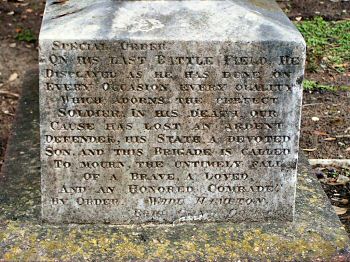 Special Order.
On his last Battle Field, He
Displayed as he has done on
Every Occasion, every quality
Which adorns the perfect
Soldier. In his death, our
Cause has lost an ardent
Defender, his State a devoted
Son, and this Brigade is called
To mourn the untimely fall
Of a brave, a loved,
And an honored Comrade.
By Order. Wade Hampton,